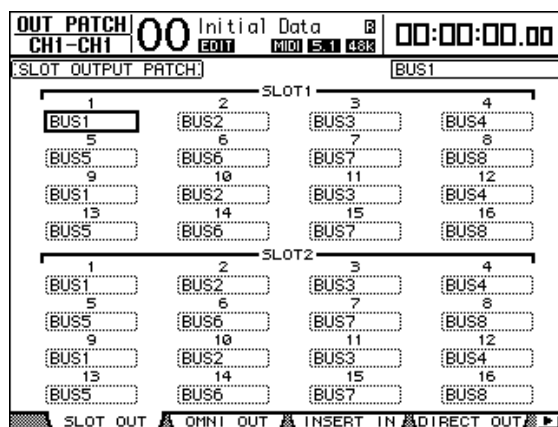 OUT PATCH 00 Initial Data R 00:00:00.00
CH1-CH1 EDIT MIDI 5.1 48k
SLOT OUTPUT PATCH BUS1
SLOT1
1 2 3 4
BUS1 BUS2 BUS3 BUS4
5 6 7 8
BUS5 BUS6 BUS7 BUS8
9 10 11 12
BUS1 BUS2 BUS3 BUS4
13 14 15 16
BUS5 BUS6 BUS7 BUS8
SLOT2
1 2 3 4
BUS1 BUS2 BUS3 BUS4
5 6 7 8
BUS5 BUS6 BUS7 BUS8
9 10 11 12
BUS1 BUS2 BUS3 BUS4
13 14 15 16
BUS5 BUS6 BUS7 BUS8
SLOT OUT OMNI OUT INSERT IN DIRECT OUT